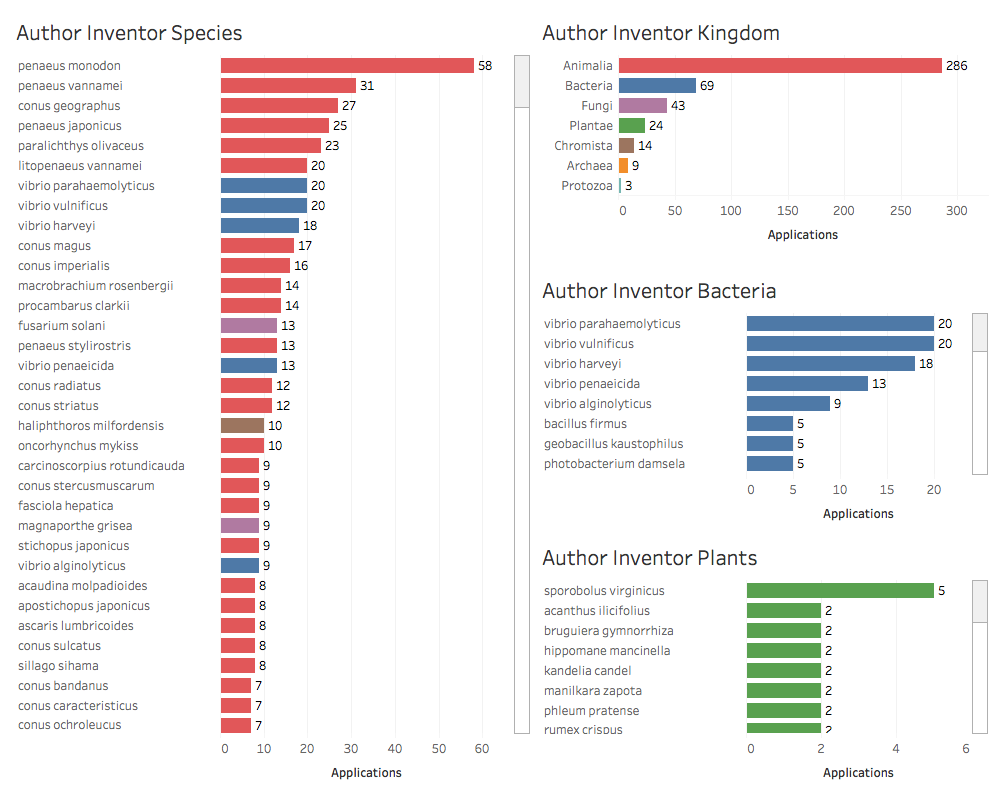 Author Inventor Species
penaeus monodon 58
penaeus vannamei 31
conus geographus 27
penaeus japonicus 25
paralichthys olivaceus 23
litopenaeus vannamei 20
vibrio parahaemolyticus 20
vibrio vulnificus 20
vibrio harveyi 18
conus magus 17
conus imperialis 16
macrobrachium rosenbergii 14
procambarus clarkii 14
fusarium solani 13
penaeus stylirostris 13
vibrio penaeicida 13
conus radiatus 12
conus striatus 12
haliphthoros milfordensis 10
oncorhynchus mykiss 10
carcinoscorpius rotundicauda 9
conus stercusmuscarum 9
fasciola hepatica 9
magnaporthe grisea 9
stichopus japonicus 9
vibrio alginolyticus 9
acaudina molpadioides 8
apostichopus japonicus 8
ascaris lumbricoides 8
conus sulcatus 8
sillago sihama 8
conus bandanus 7
conus caracteristicus 7
conus ochroleucus 7
0 10 20 30 40 50 60
Applications
Author Inventor Kingdom
Animalia 286
Bacteria 69
Fungi 43
Plantae 24
Chromista 14
Archaea 9
Protozoa 3
0 50 100 150 200 250 300
Applications
Author Inventor Bacteria
vibrio parahaemolyticus 20
vibrio vulnificus 20
vibrio harveyi 18
vibrio penaeicida 13
vibrio alginolyticus 9
bacillus firmus 5
geobacillus kaustophilus 5
photobacterium damsela 5
0 5 10 15 20
Applications
Author Inventor Plants
sporobolus virginicus 5
acanthus ilicifolius 2
bruguiera gymnorrhiza 2
hippomane mancinella 2
kandelia candel 2
manilkara zapota 2
phleum pratense 2
rumex crispus 2
0 2 4 6
Applications